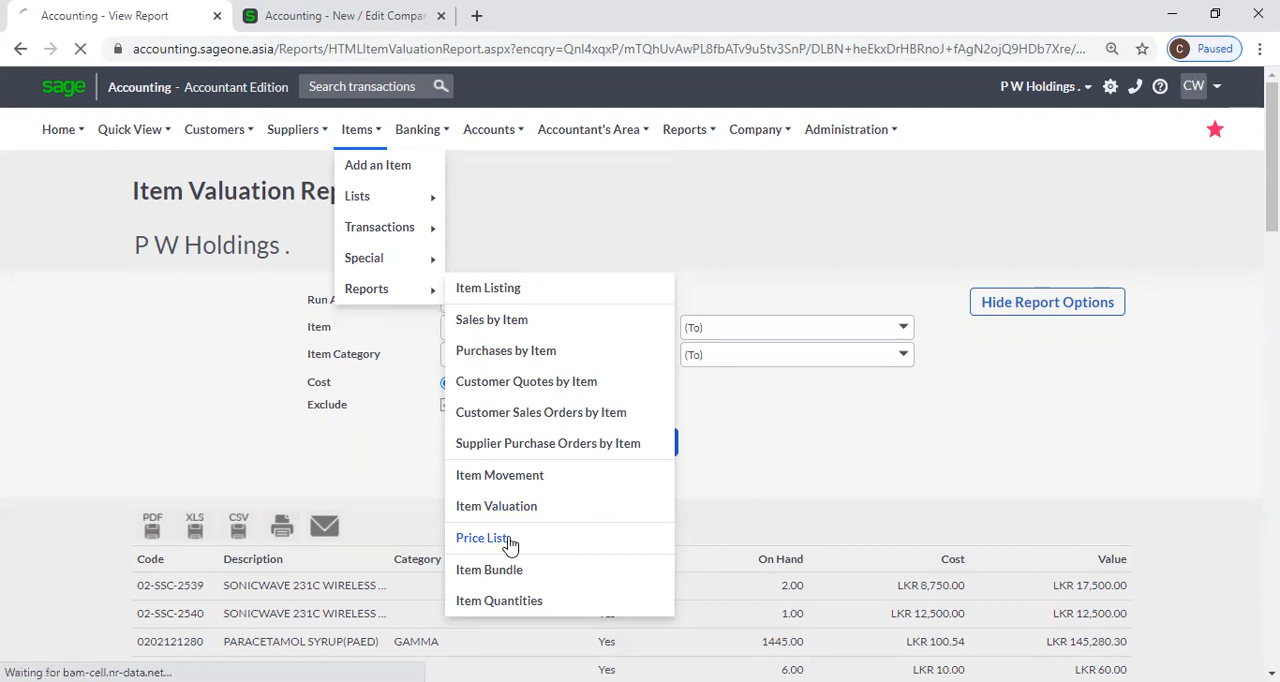 Accounting - View Report
Accounting - New / Edit Compa
accounting.sageone.asia/Reports/HTMLItemValuationReport.aspx?encqry=QnI4xqxP/mTQhUvAwPL8fbATv9u5tv3SnP/DLBN+heEkxDrHBRnoJ+fAgN2ojQ9HDb7Xre/...
C Paused
sage Accounting - Accountant Edition Search transactions P W Holdings . CW
Home Quick View Customers Suppliers Items Banking Accounts Accountant's Area Reports Company Administration
Add an Item
Lists
Transactions
Special
Reports
Item Listing
Sales by Item
Purchases by Item
Customer Quotes by Item
Customer Sales Orders by Item
Supplier Purchase Orders by Item
Item Movement
Item Valuation
Price List
Item Bundle
Item Quantities
Item Valuation Rep
P W Holdings .
Run A
Hide Report Options
Item (To)
Item Category (To)
Cost
Exclude
PDF XLS CSV
Code Description Category On Hand Cost Value
02-SSC-2539 SONICWAVE 231C WIRELESS ... 2.00 LKR 8,750.00 LKR 17,500.00
02-SSC-2540 SONICWAVE 231C WIRELESS ... 1.00 LKR 12,500.00 LKR 12,500.00
0202121280 PARACETAMOL SYRUP(PAED) GAMMA Yes 1445.00 LKR 100.54 LKR 145,280.30
Yes 6.00 LKR 10.00 LKR 60.00
Waiting for bam-cell.nr-data.net...